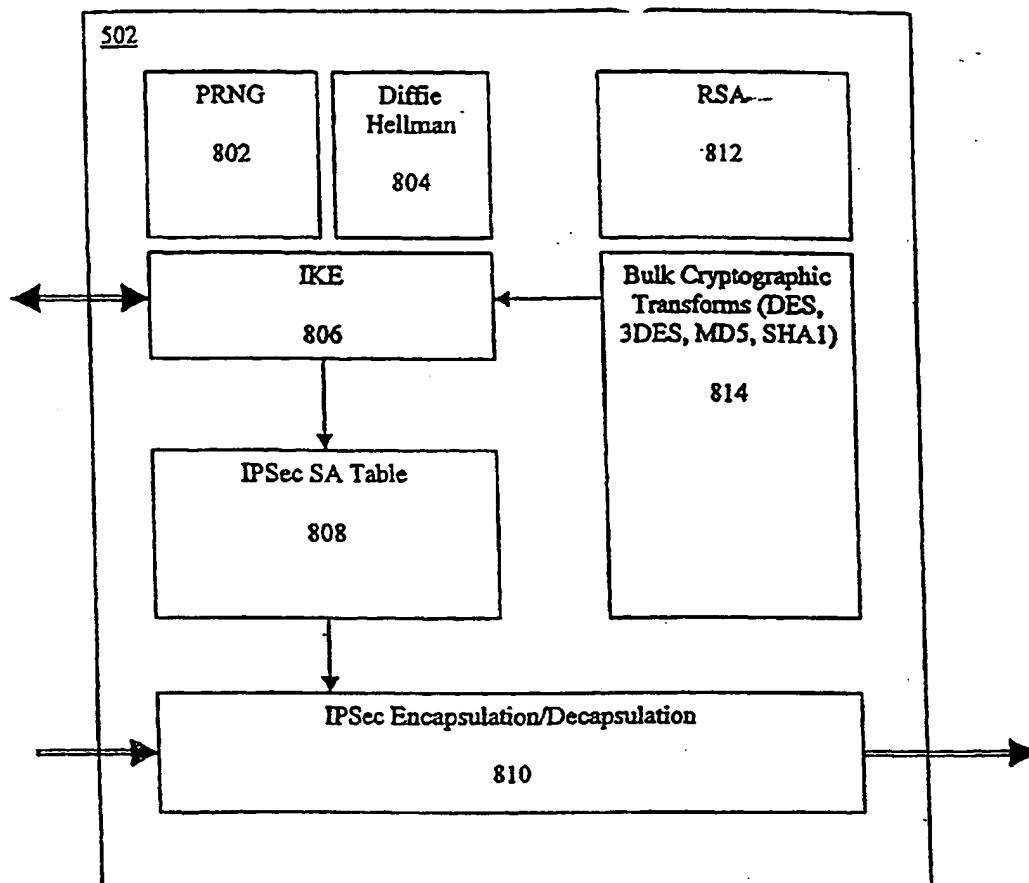 502
PRNG
802
Diffie
Hellman
804
RSA
812
IKE
806
Bulk Cryptographic
Transforms (DES,
3DES, MD5, SHA1)
814
IPSec SA Table
808
IPSec Encapsulation/Decapsulation
810